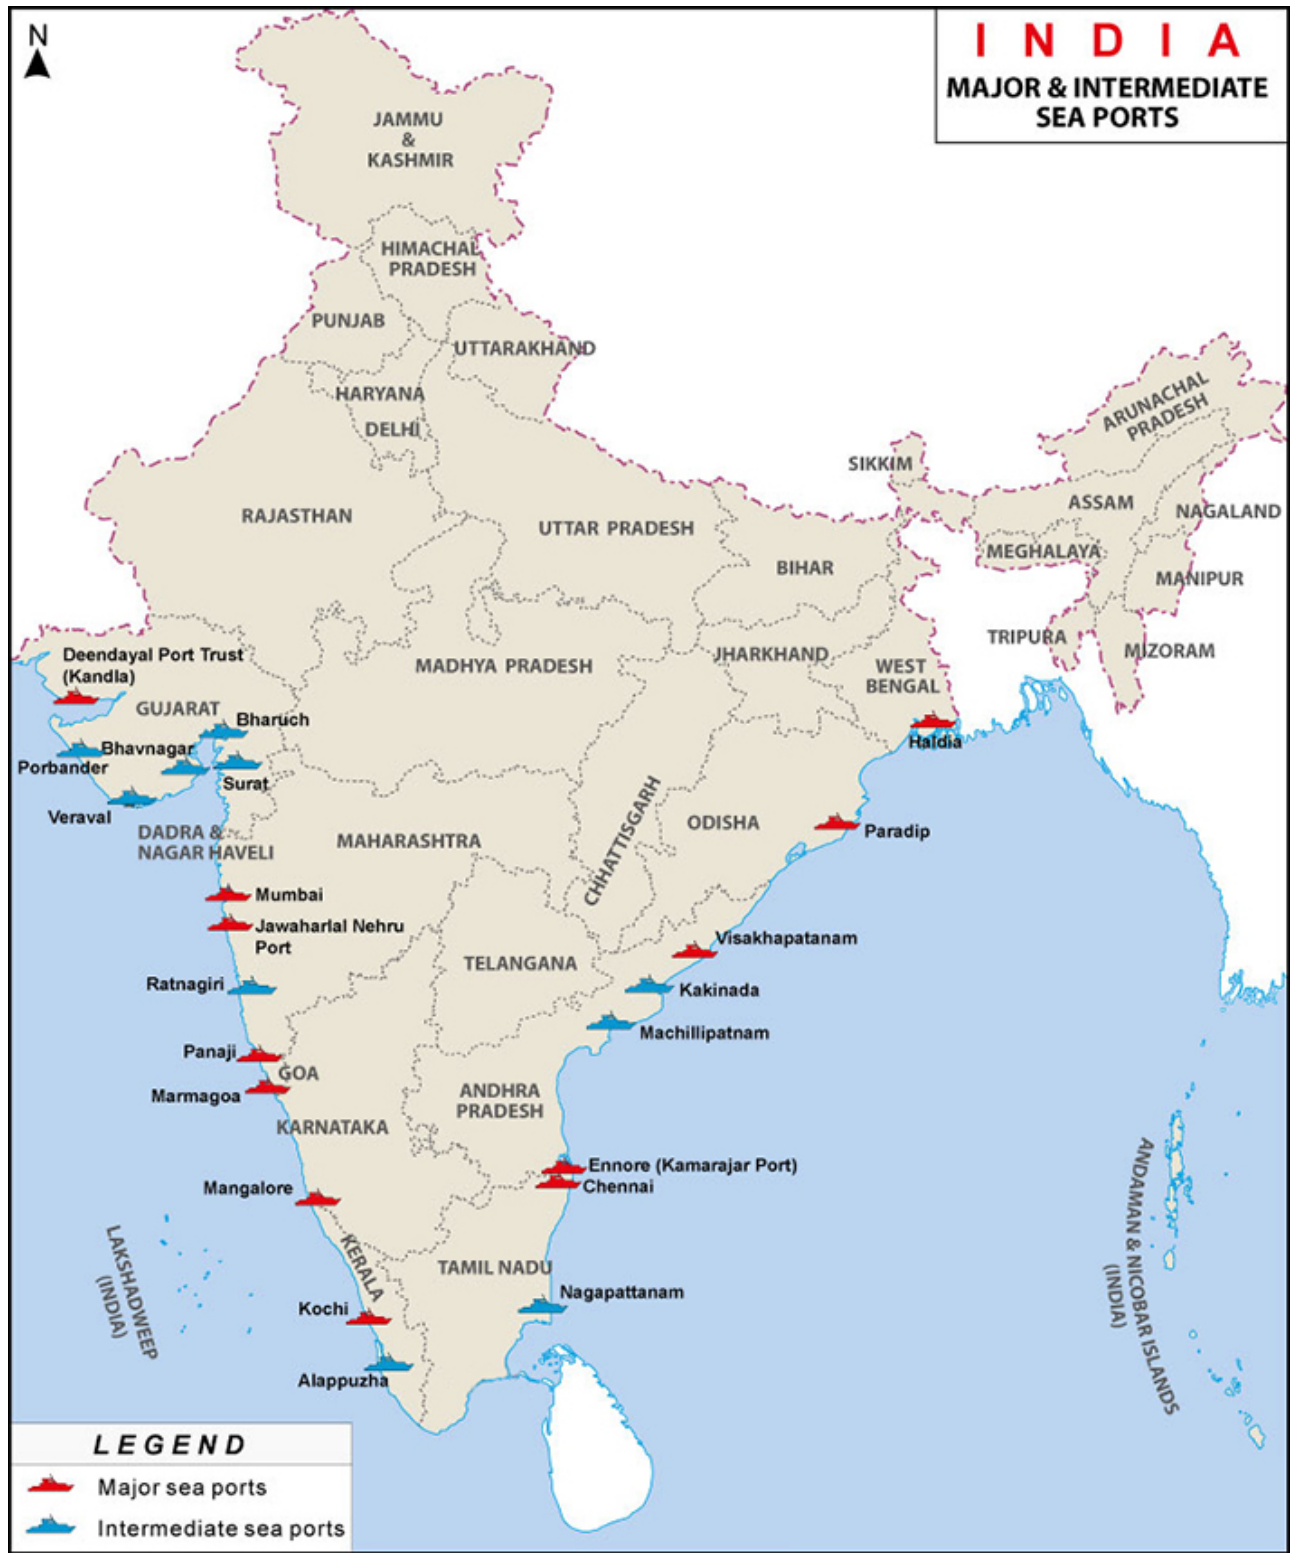 N
I N D I A
MAJOR & INTERMEDIATE
SEA PORTS
JAMMU
&
KASHMIR
HIMACHAL
PRADESH
PUNJAB
UTTARAKHAND
HARYANA
DELHI
ARUNACHAL
PRADESH
SIKKIM
RAJASTHAN
UTTAR PRADESH
ASSAM
NAGALAND
BIHAR
MEGHALAYA
MANIPUR
TRIPURA
MIZORAM
Deendayal Port Trust
(Kandla)
MADHYA PRADESH
JHARKHAND
WEST
BENGAL
GUJARAT
Bharuch
Haldia
Bhavnagar
Porbander
Surat
Veraval
DADRA &
NAGAR HAVELI
MAHARASHTRA
CHHATTISGARH
ODISHA
Paradip
Mumbai
Jawaharlal Nehru
Port
Visakhapatanam
TELANGANA
Ratnagiri
Kakinada
Machillipatnam
Panaji
GOA
Marmagoa
ANDHRA
PRADESH
KARNATAKA
Ennore (Kamarajar Port)
Chennai
Mangalore
LAKSHADWEEP
(INDIA)
KERALA
TAMIL NADU
ANDAMAN & NICOBAR ISLANDS
(INDIA)
Nagapattanam
Kochi
Alappuzha
LEGEND
Major sea ports
Intermediate sea ports